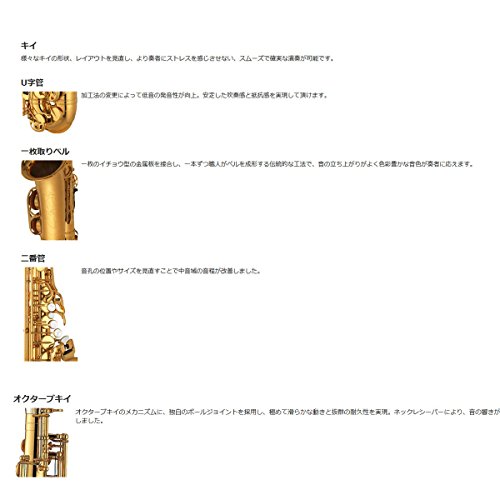 キイ
様々なキイの形状、レイアウトを見直し、より奏者にストレスを感じさせない、スムーズで確実な演奏が可能です。
U字管
加工法の変更によって低音の発音性が向上。安定した吹奏感と抵抗感を実現して頂けます。
一枚取りベル
一枚のイチョウ型の金属板を接合し、一本ずつ職人がベルを成形する伝統的な工法で、音の立ち上がりがよく色彩豊かな音色が奏者に応えます。
二番管
音孔の位置やサイズを見直すことで中音域の音程が改善しました。
オクターブキイ
オクターブキイのメカニズムに、独自のボールジョイントを採用し、極めて滑らかな動きと抜群の耐久性を実現。ネックレシーバーにより、音の響きが
しました。